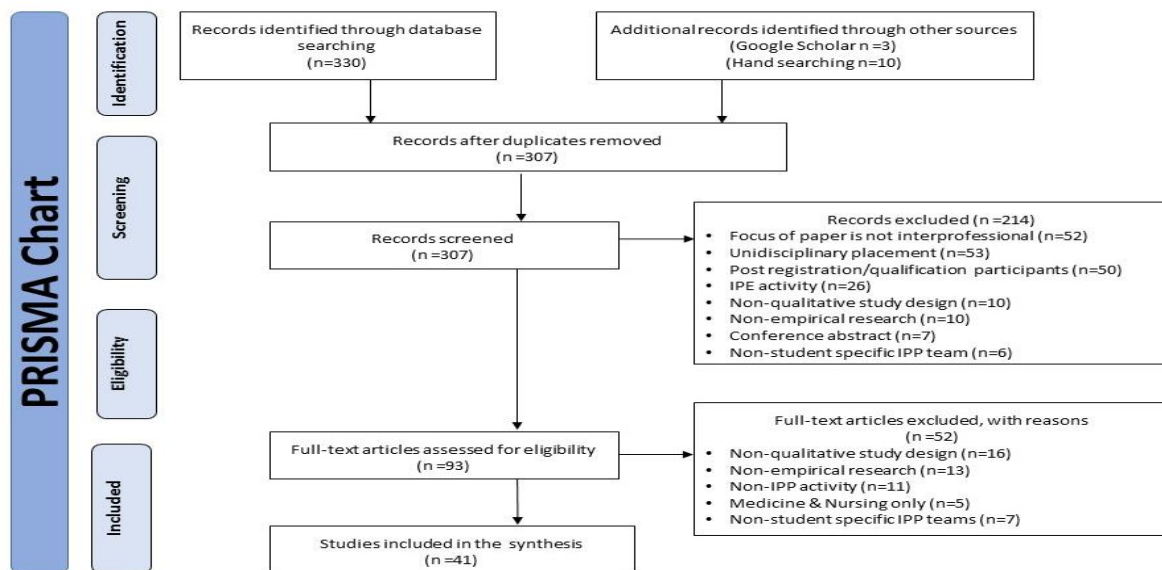 PRISMA Chart
Identification
Screening
Eligibility
Included
Records identified through database
searching
(n=330)
Additional records identified through other sources
(Google Scholar n =3)
(Hand searching n=10)
Records after duplicates removed
(n =307)
Records screened
(n =307)
Records excluded (n =214)
• Focus of paper is not interprofessional (n=52)
• Unidisciplinary placement (n=53)
• Post registration/qualification participants (n=50)
• IPE activity (n=26)
• Non-qualitative study design (n=10)
• Non-empirical research (n=10)
• Conference abstract (n=7)
• Non-student specific IPP team (n=6)
Full-text articles assessed for eligibility
(n =93)
Full-text articles excluded, with reasons
(n =52)
• Non-qualitative study design (n=16)
• Non-empirical research (n=13)
• Non-IPP activity (n=11)
• Medicine & Nursing only (n=5)
• Non-student specific IPP teams (n=7)
Studies included in the synthesis
(n =41)